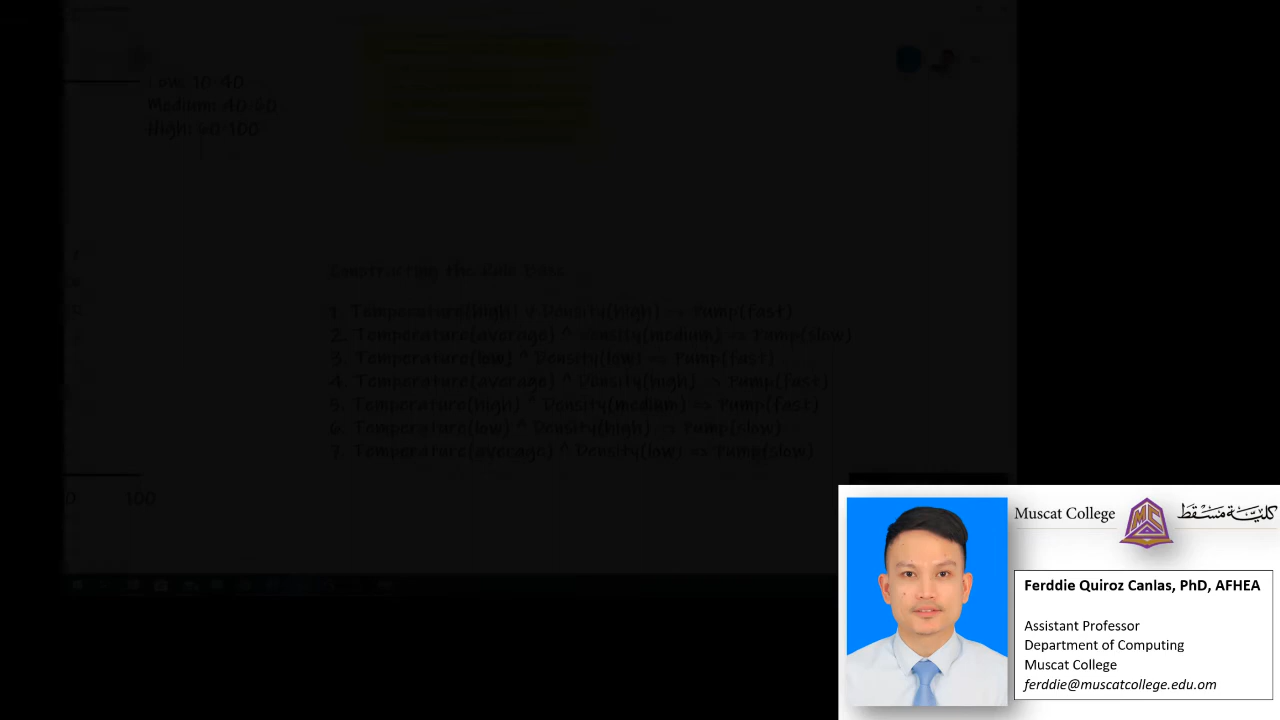 Low: 10-40
Medium: 40-60
High: 60-100
Constructing the Rule Base
1. Temperature(high) v Density(high) => Pump(fast)
2. Temperature(average) ^ Density(medium) => Pump(slow)
3. Temperature(low) ^ Density(low) => Pump(fast)
4. Temperature(average) ^ Density(high) => Pump(fast)
5. Temperature(high) ^ Density(medium) => Pump(fast)
6. Temperature(low) ^ Density(high) => Pump(slow)
7. Temperature(average) ^ Density(low) => Pump(slow)
0 100
Muscat College كلية مسقط
MC
Ferddie Quiroz Canlas, PhD, AFHEA
Assistant Professor
Department of Computing
Muscat College
ferddie@muscatcollege.edu.om